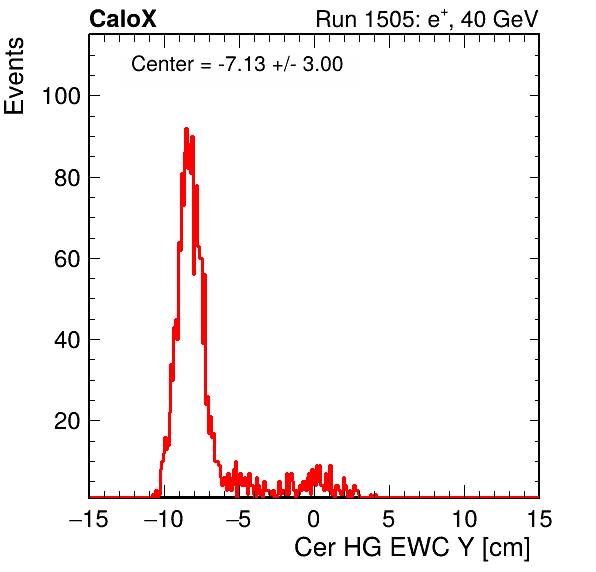 CaloX
Run 1505: e⁺, 40 GeV
Center = -7.13 +/- 3.00
Events
100
80
60
40
20
−15 −10 −5 0 5 10 15
Cer HG EWC Y [cm]